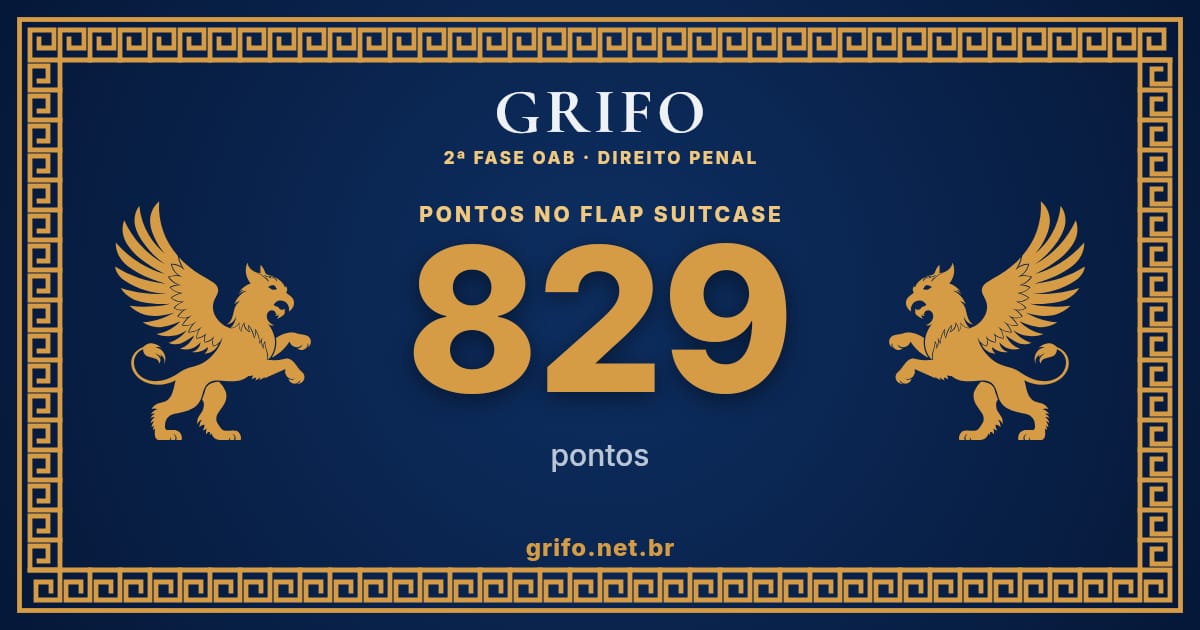 GRIFO
2ª FASE OAB · DIREITO PENAL
PONTOS NO FLAP SUITCASE
829
pontos
grifo.net.br